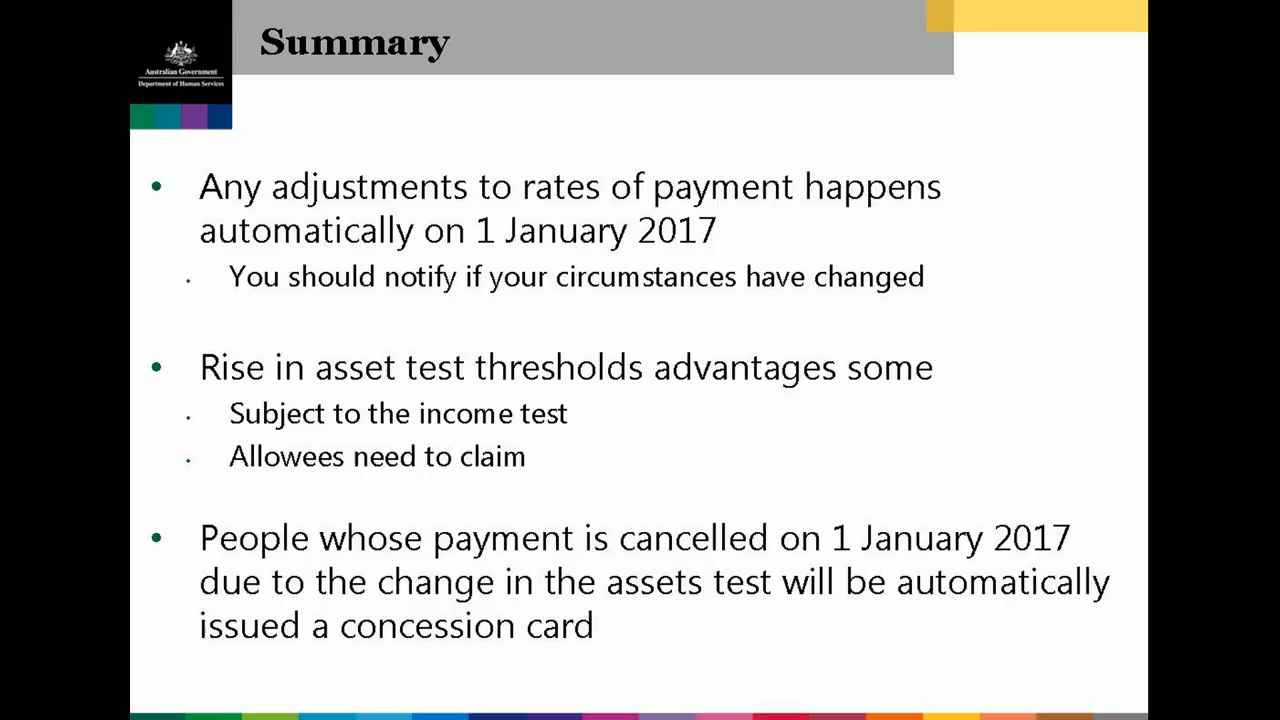 Summary
Australian Government
Department of Human Services
• Any adjustments to rates of payment happens
automatically on 1 January 2017
• You should notify if your circumstances have changed
• Rise in asset test thresholds advantages some
• Subject to the income test
• Allowees need to claim
• People whose payment is cancelled on 1 January 2017
due to the change in the assets test will be automatically
issued a concession card